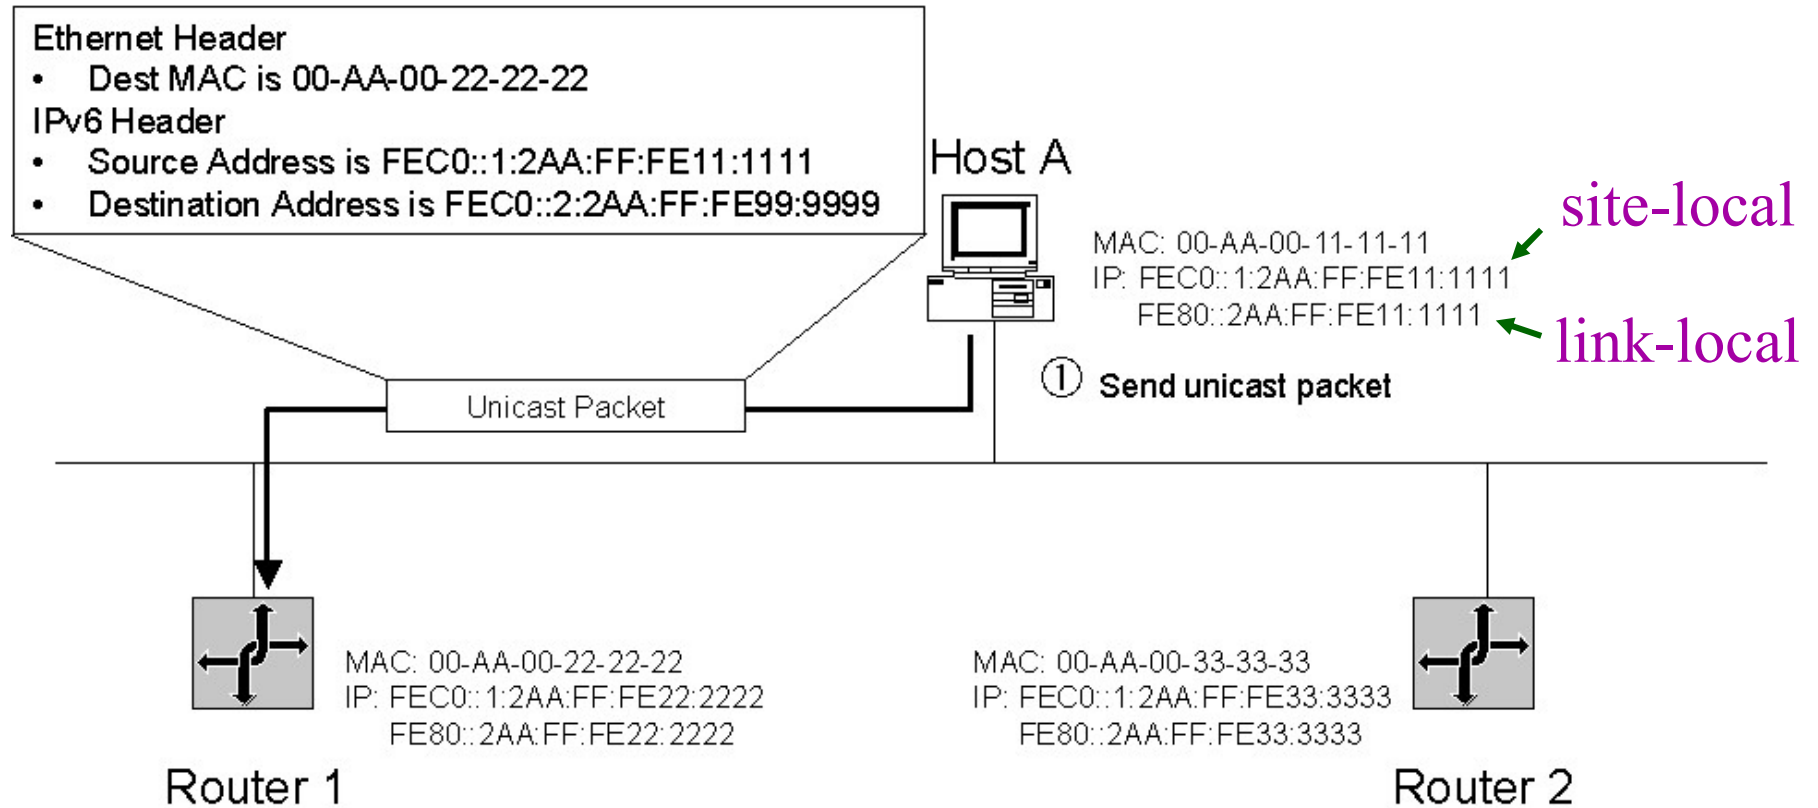 Ethernet Header
• Dest MAC is 00-AA-00-22-22-22
IPv6 Header
• Source Address is FEC0::1:2AA:FF:FE11:1111
• Destination Address is FEC0::2:2AA:FF:FE99:9999
Host A
site-local
MAC: 00-AA-00-11-11-11
IP: FEC0::1:2AA:FF:FE11:1111
FE80::2AA:FF:FE11:1111
link-local
① Send unicast packet
Unicast Packet
MAC: 00-AA-00-22-22-22
IP: FEC0::1:2AA:FF:FE22:2222
FE80::2AA:FF:FE22:2222
Router 1
MAC: 00-AA-00-33-33-33
IP: FEC0::1:2AA:FF:FE33:3333
FE80::2AA:FF:FE33:3333
Router 2